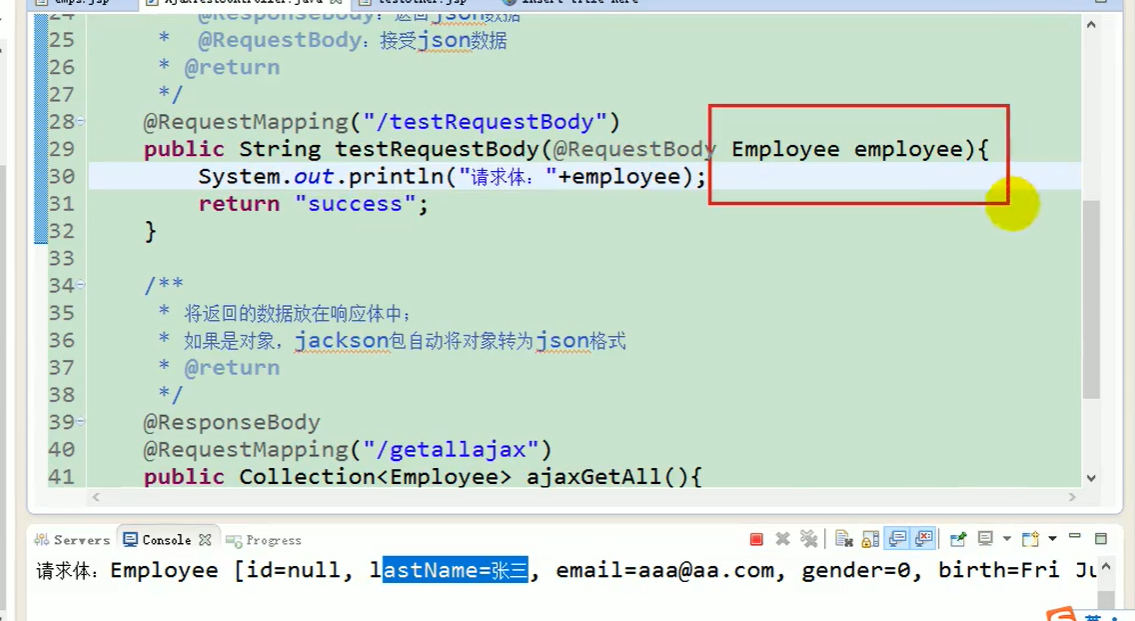 emps.jsp AjaxTestController.java testOther.jsp Insert title here
24 * @ResponseBody：返回json数据
25 * @RequestBody：接受json数据
26 * @return
27 */
28 @RequestMapping("/testRequestBody")
29 public String testRequestBody(@RequestBody Employee employee){
30 System.out.println("请求体："+employee);
31 return "success";
32 }
33
34 /**
35 * 将返回的数据放在响应体中；
36 * 如果是对象，jackson包自动将对象转为json格式
37 * @return
38 */
39 @ResponseBody
40 @RequestMapping("/getallajax")
41 public Collection<Employee> ajaxGetAll(){
Servers Console Progress
请求体：Employee [id=null, lastName=张三, email=aaa@aa.com, gender=0, birth=Fri Ju
英